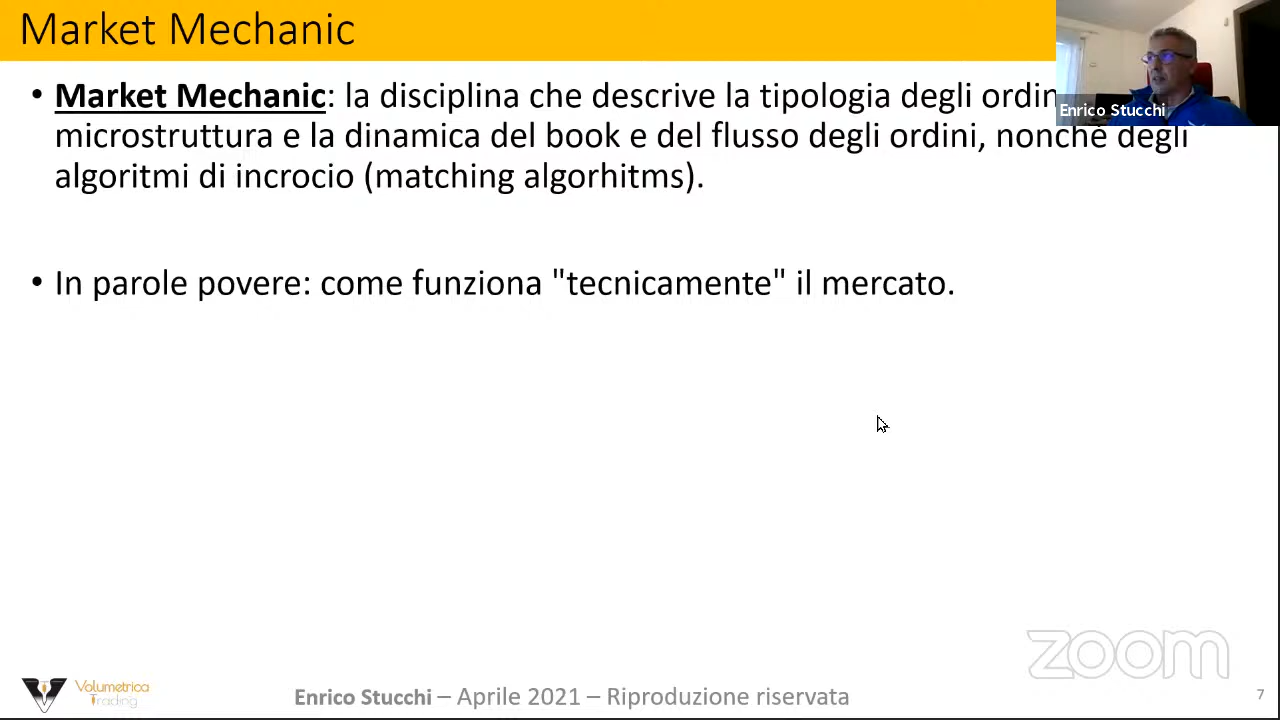 Market Mechanic
Enrico Stucchi
• Market Mechanic: la disciplina che descrive la tipologia degli
microstruttura e la dinamica del book e del flusso degli ordini, nonché degli
algoritmi di incrocio (matching algorhitms).
• In parole povere: come funziona "tecnicamente" il mercato.
zoom
Volumetrica
Trading
Enrico Stucchi – Aprile 2021 – Riproduzione riservata
7